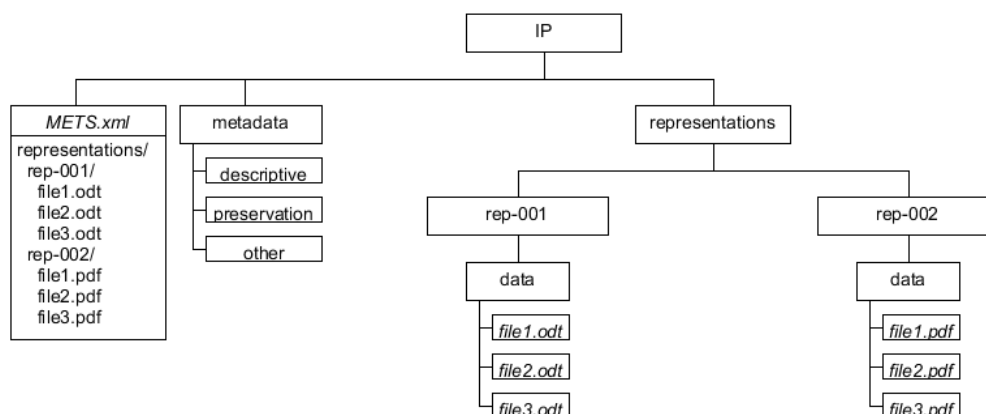 IP
METS.xml
representations/
rep-001/
file1.odt
file2.odt
file3.odt
rep-002/
file1.pdf
file2.pdf
file3.pdf
metadata
descriptive
preservation
other
representations
rep-001
data
file1.odt
file2.odt
file3.odt
rep-002
data
file1.pdf
file2.pdf
file3.pdf